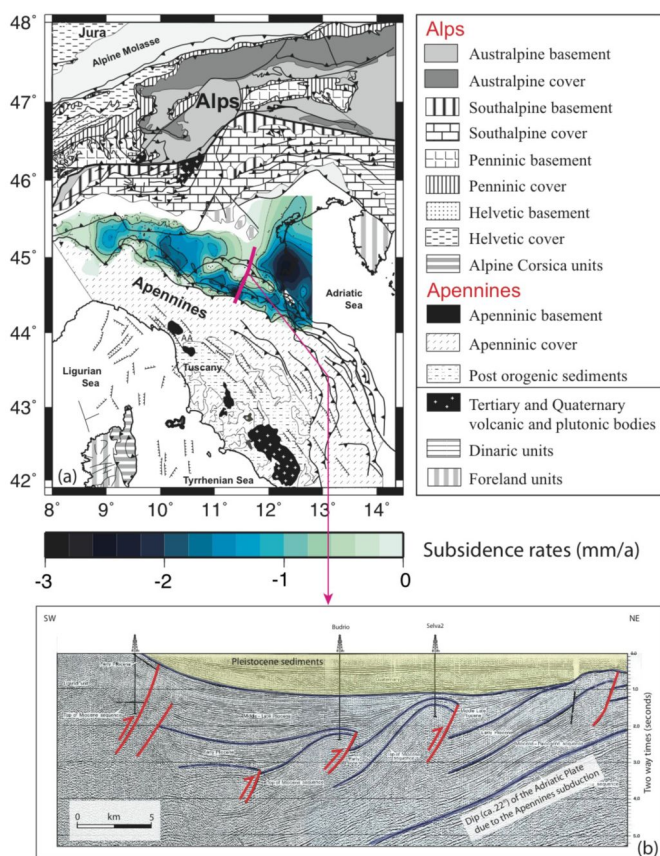 48°
47°
46°
45°
44°
43°
42°
8°
9°
10°
11°
12°
13°
14°
Jura
Alpine Molasse
Alps
Apennines
Adriatic
Sea
AA
Tuscany
Ligurian
Sea
Tyrrhenian Sea
(a)
Alps
Australpine basement
Australpine cover
Southalpine basement
Southalpine cover
Penninic basement
Penninic cover
Helvetic basement
Helvetic cover
Alpine Corsica units
Apennines
Apenninic basement
Apenninic cover
Post orogenic sediments
Tertiary and Quaternary
volcanic and plutonic bodies
Dinaric units
Foreland units
-3
-2
-1
0
Subsidence rates (mm/a)
SW
Budrio
Selva2
NE
Pleistocene sediments
Two way times (seconds)
Dip (ca. 22°) of the Adriatic Plate
due to the Apennines subduction
0
km
5
(b)